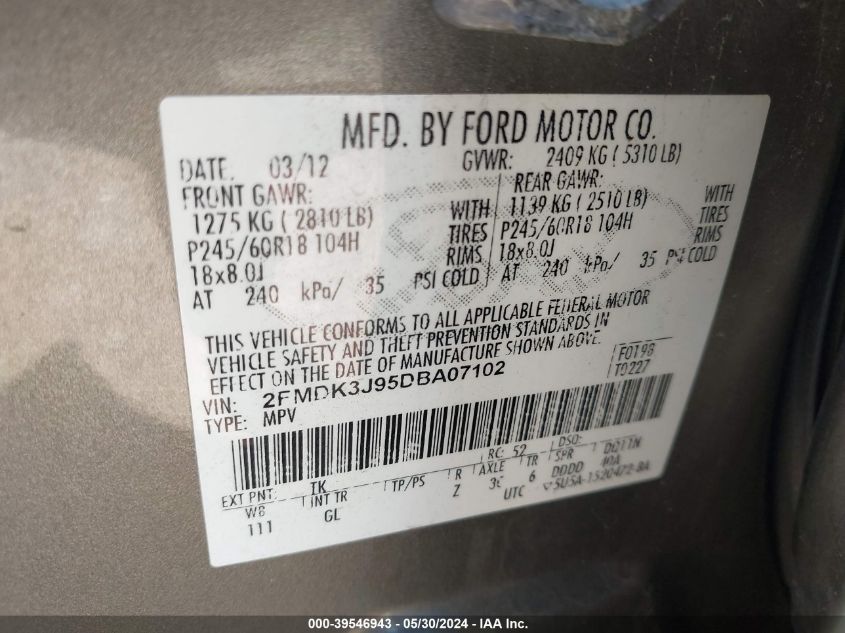 MFD. BY FORD MOTOR CO.
DATE: 03/12 GVWR: 2409 KG ( 5310 LB)
FRONT GAWR: REAR GAWR:
1275 KG ( 2810 LB) WITH 1139 KG ( 2510 LB) WITH
P245/60R18 104H TIRES P245/60R18 104H TIRES
18x8.0J RIMS 18x8.0J RIMS
AT 240 kPa/ 35 PSI COLD AT 240 kPa/ 35 PSI COLD
THIS VEHICLE CONFORMS TO ALL APPLICABLE FEDERAL MOTOR
VEHICLE SAFETY AND THEFT PREVENTION STANDARDS IN
EFFECT ON THE DATE OF MANUFACTURE SHOWN ABOVE.
F0198
T0227
VIN: 2FMDK3J95DBA07102
TYPE: MPV
RC: 52 DSO:
EXT PNT: TK INT TR TP/PS R AXLE TR SPR
W8 GL Z 3C 6 DDDD
111 UTC
000-39546943 / 05/30/2024 - IAA Inc.